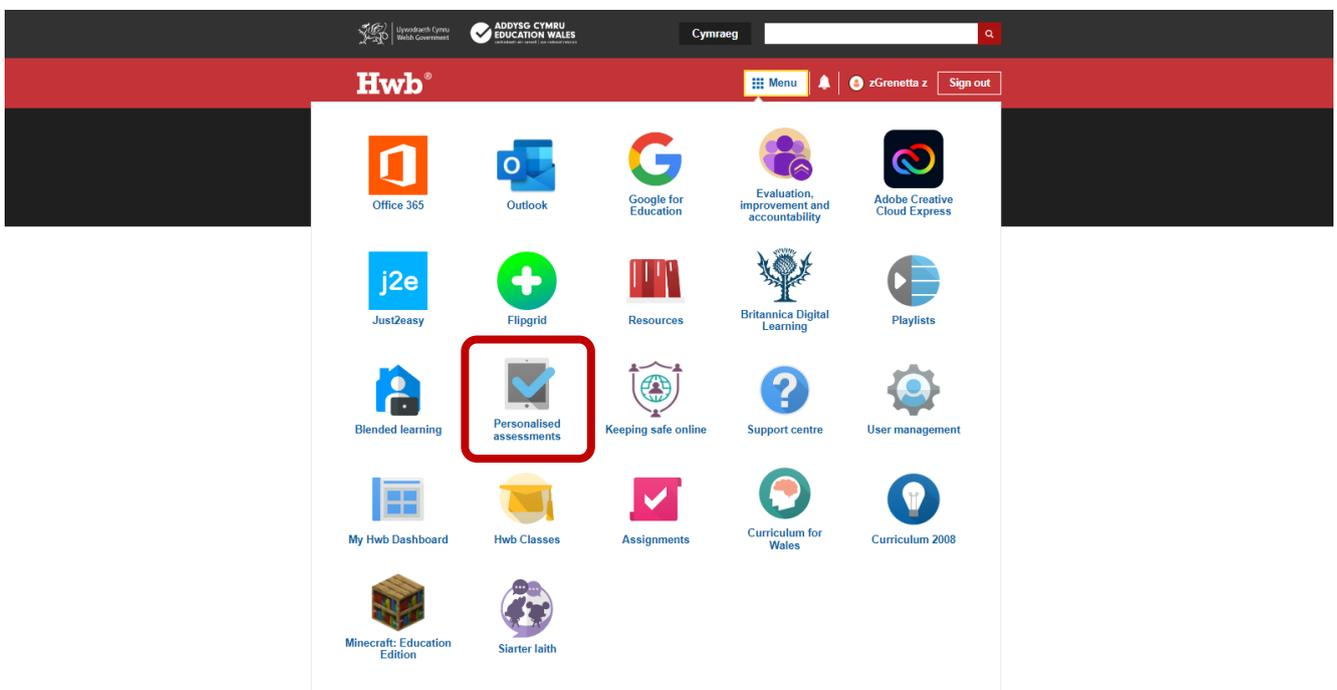 Llywodraeth Cymru
Welsh Government
ADDYSG CYMRU
EDUCATION WALES
Cymraeg
Hwb®
Menu
zGrenetta z
Sign out
Office 365
Outlook
Google for
Education
Evaluation,
improvement and
accountability
Adobe Creative
Cloud Express
j2e
Just2easy
Flipgrid
Resources
Britannica Digital
Learning
Playlists
Blended learning
Personalised
assessments
Keeping safe online
Support centre
User management
My Hwb Dashboard
Hwb Classes
Assignments
Curriculum for
Wales
Curriculum 2008
Minecraft: Education
Edition
Siarter Iaith